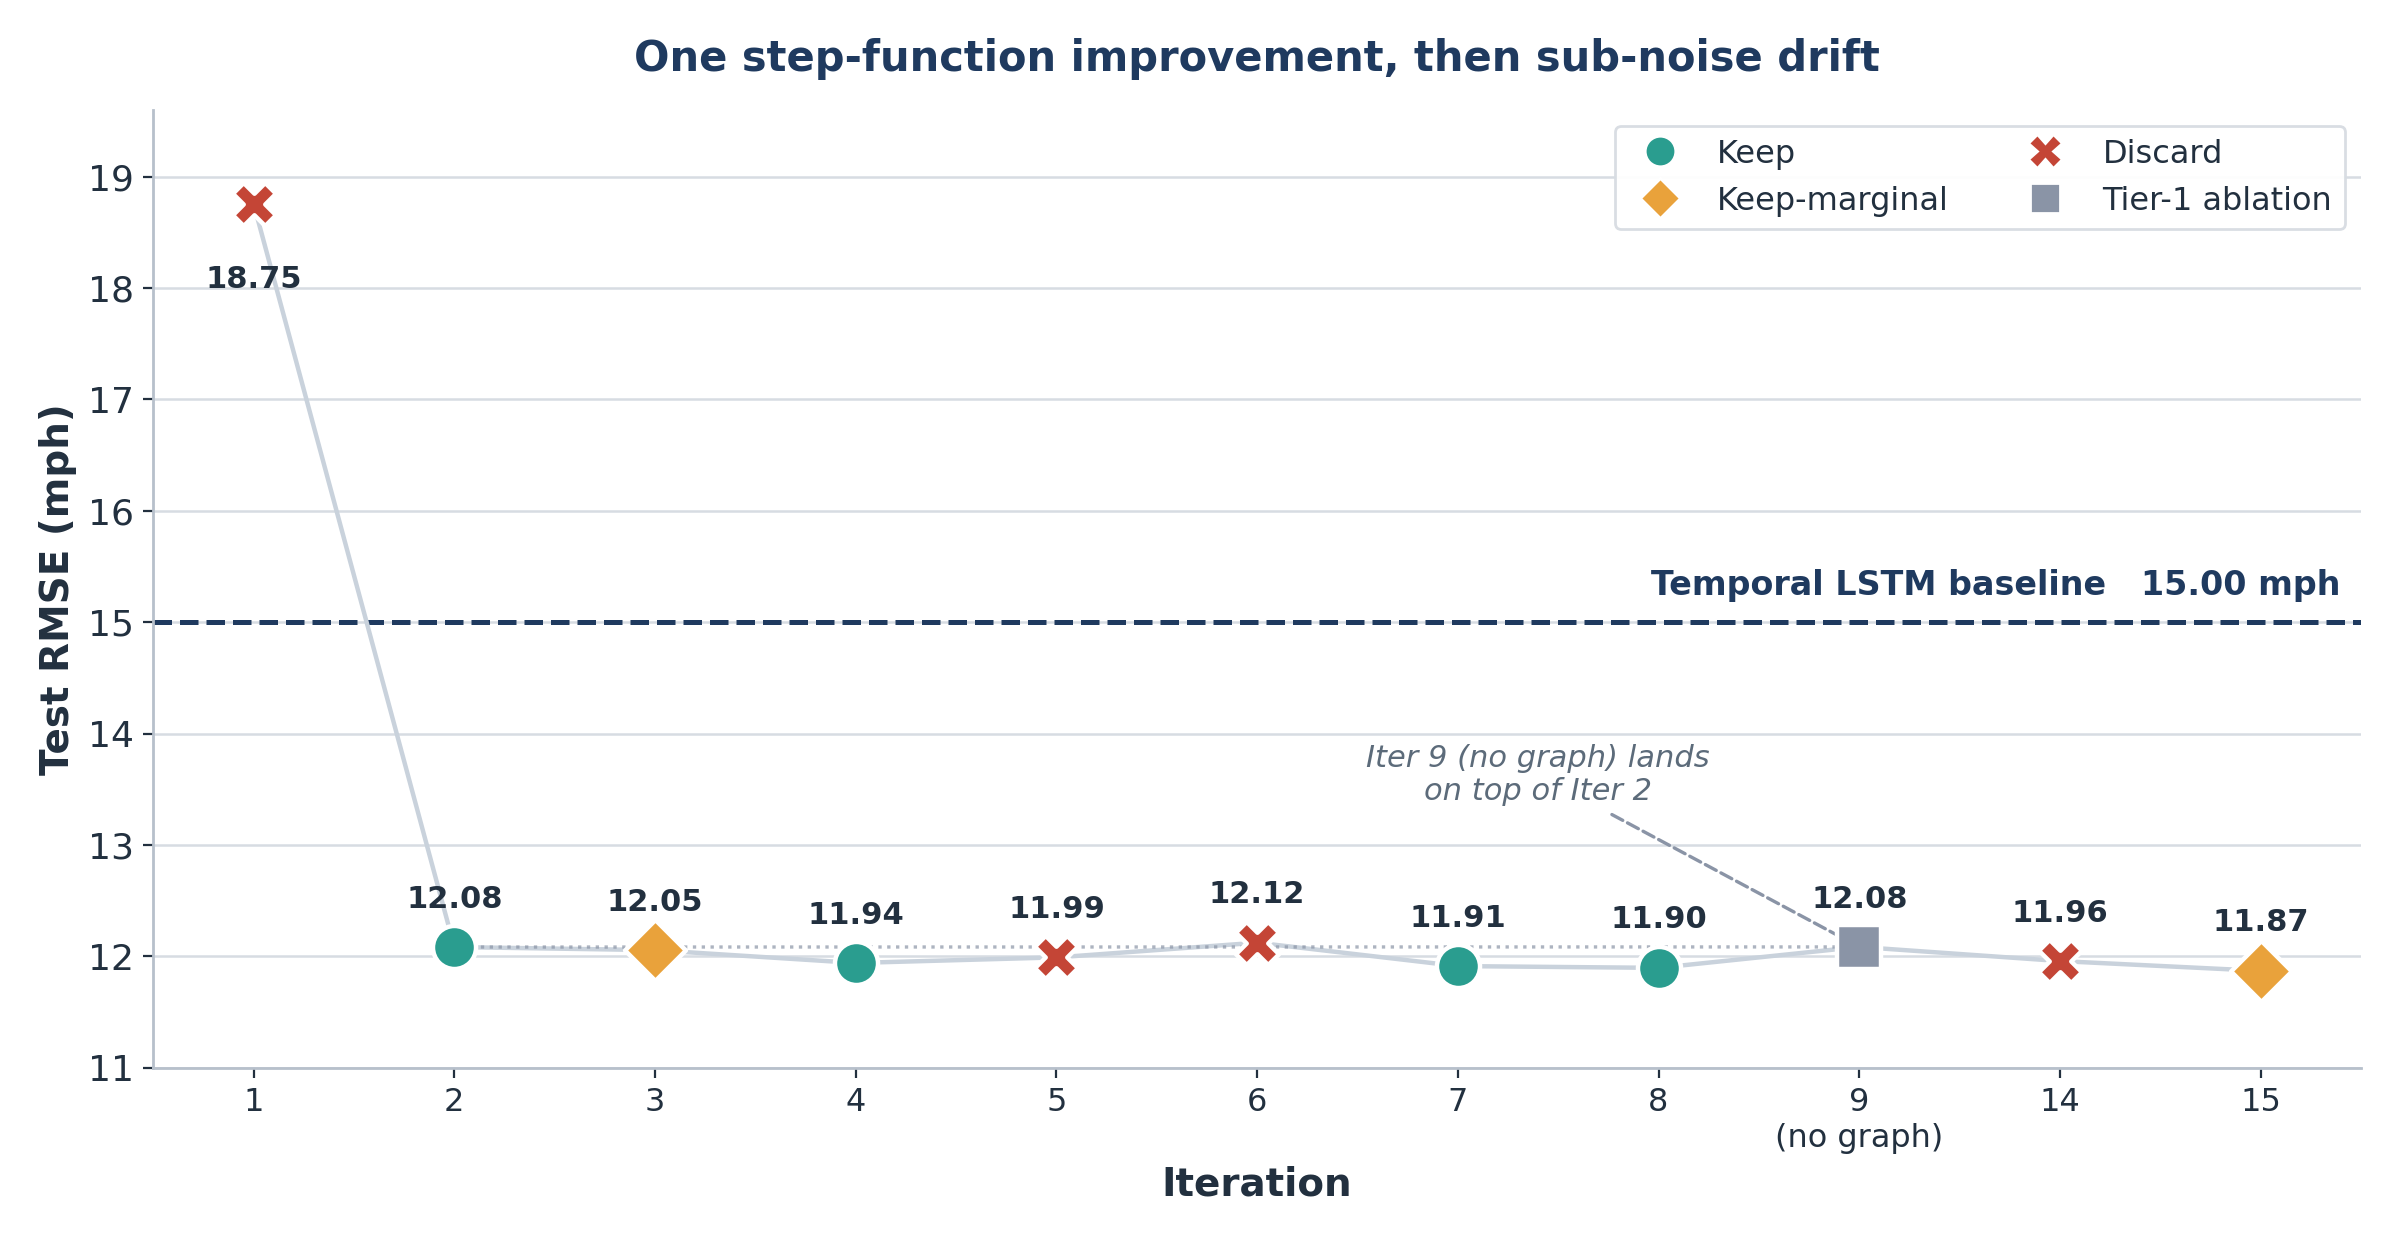 One step-function improvement, then sub-noise drift
Keep
Discard
Keep-marginal
Tier-1 ablation
Test RMSE (mph)
19
18
17
16
15
14
13
12
11
18.75
Temporal LSTM baseline 15.00 mph
Iter 9 (no graph) lands
on top of Iter 2
12.08
12.05
11.94
11.99
12.12
11.91
11.90
12.08
11.96
11.87
1
2
3
4
5
6
7
8
9
(no graph)
14
15
Iteration